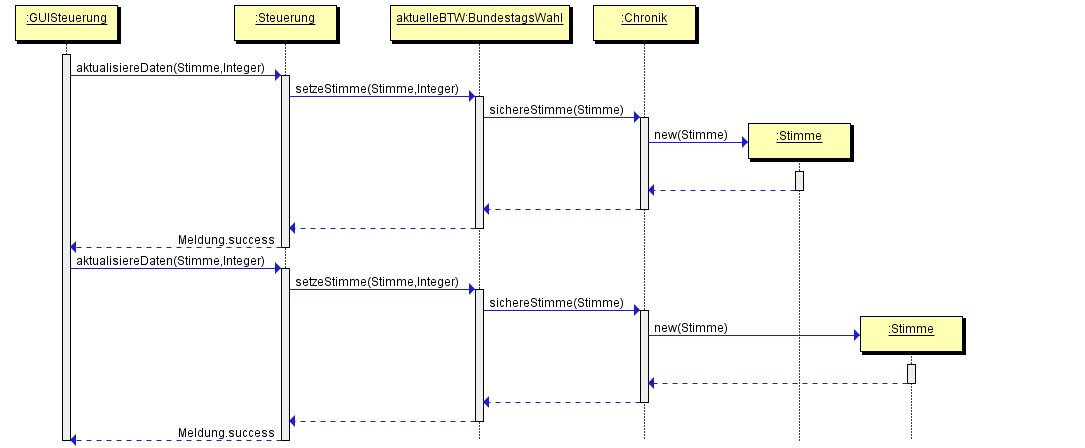 :GUISteuerung
:Steuerung
aktuelleBTW:BundestagsWahl
:Chronik
aktualisiereDaten(Stimme,Integer)
setzeStimme(Stimme,Integer)
sichereStimme(Stimme)
new(Stimme)
:Stimme
Meldung.success
aktualisiereDaten(Stimme,Integer)
setzeStimme(Stimme,Integer)
sichereStimme(Stimme)
new(Stimme)
:Stimme
Meldung.success